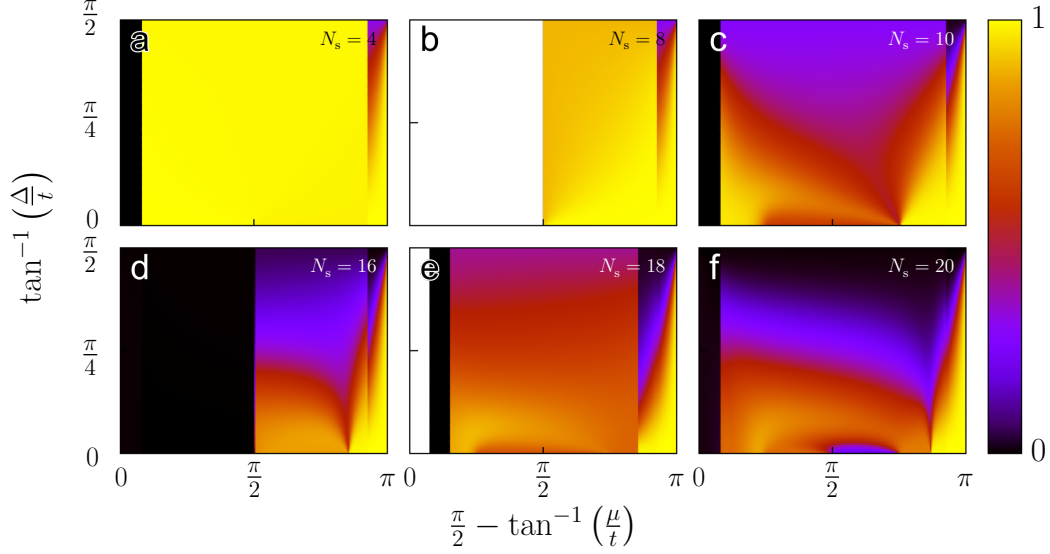 π/2 a N_s = 4 b N_s = 8 c N_s = 10 1
π/4
0
tan⁻¹ (Δ/t)
π/2 d N_s = 16 e N_s = 18 f N_s = 20
π/4
0 0
0 π/2 π 0 π/2 π 0 π/2 π
π/2 − tan⁻¹ (μ/t)